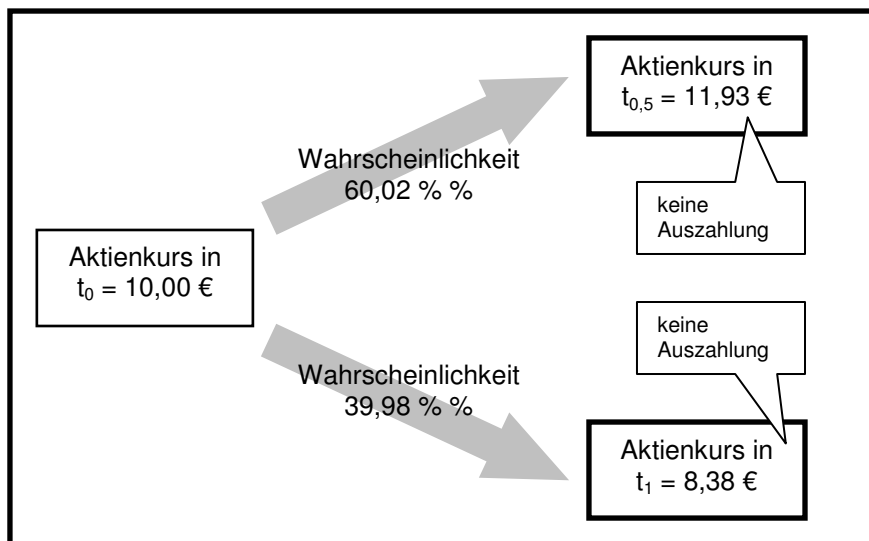 Aktienkurs in
t0,5 = 11,93 €
Wahrscheinlichkeit
60,02 % %
keine
Auszahlung
Aktienkurs in
t0 = 10,00 €
keine
Auszahlung
Wahrscheinlichkeit
39,98 % %
Aktienkurs in
t1 = 8,38 €